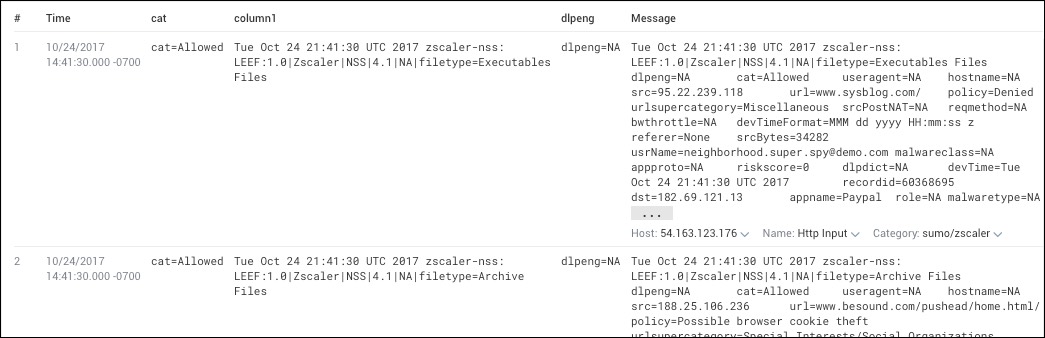 # Time cat column1 dlpeng Message
1 10/24/2017 cat=Allowed Tue Oct 24 21:41:30 UTC 2017 zscaler-nss: dlpeng=NA Tue Oct 24 21:41:30 UTC 2017 zscaler-nss:
14:41:30.000 -0700 LEEF:1.0|Zscaler|NSS|4.1|NA|filetype=Executables LEEF:1.0|Zscaler|NSS|4.1|NA|filetype=Executables Files
Files dlpeng=NA cat=Allowed useragent=NA hostname=NA
src=95.22.239.118 url=www.sysblog.com/ policy=Denied
urlsupercategory=Miscellaneous srcPostNAT=NA reqmethod=NA
bwthrottle=NA devTimeFormat=MMM dd yyyy HH:mm:ss z
referer=None srcBytes=34282
usrName=neighborhood.super.spy@demo.com malwareclass=NA
appproto=NA riskscore=0 dlpdict=NA devTime=Tue
Oct 24 21:41:30 UTC 2017 recordid=60368695
dst=182.69.121.13 appname=Paypal role=NA malwaretype=NA
...
Host: 54.163.123.176 Name: Http Input Category: sumo/zscaler
2 10/24/2017 cat=Allowed Tue Oct 24 21:41:30 UTC 2017 zscaler-nss: dlpeng=NA Tue Oct 24 21:41:30 UTC 2017 zscaler-nss:
14:41:30.000 -0700 LEEF:1.0|Zscaler|NSS|4.1|NA|filetype=Archive LEEF:1.0|Zscaler|NSS|4.1|NA|filetype=Archive Files
Files dlpeng=NA cat=Allowed useragent=NA hostname=NA
src=188.25.106.236 url=www.besound.com/pushead/home.html/
policy=Possible browser cookie theft
urlsupercategory=Special Interests/Social Organizations